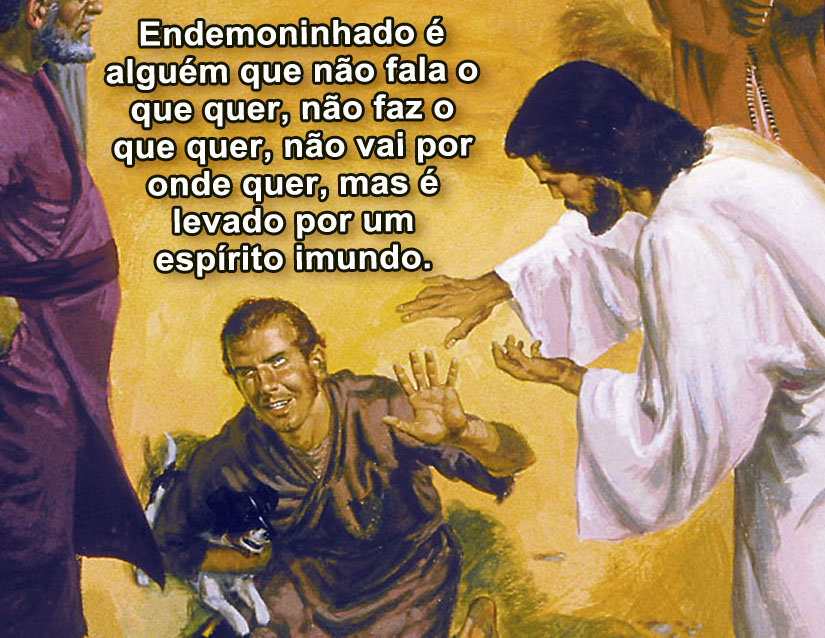 Endemoninhado é
alguém que não fala o
que quer, não faz o
que quer, não vai por
onde quer, mas é
levado por um
espírito imundo.